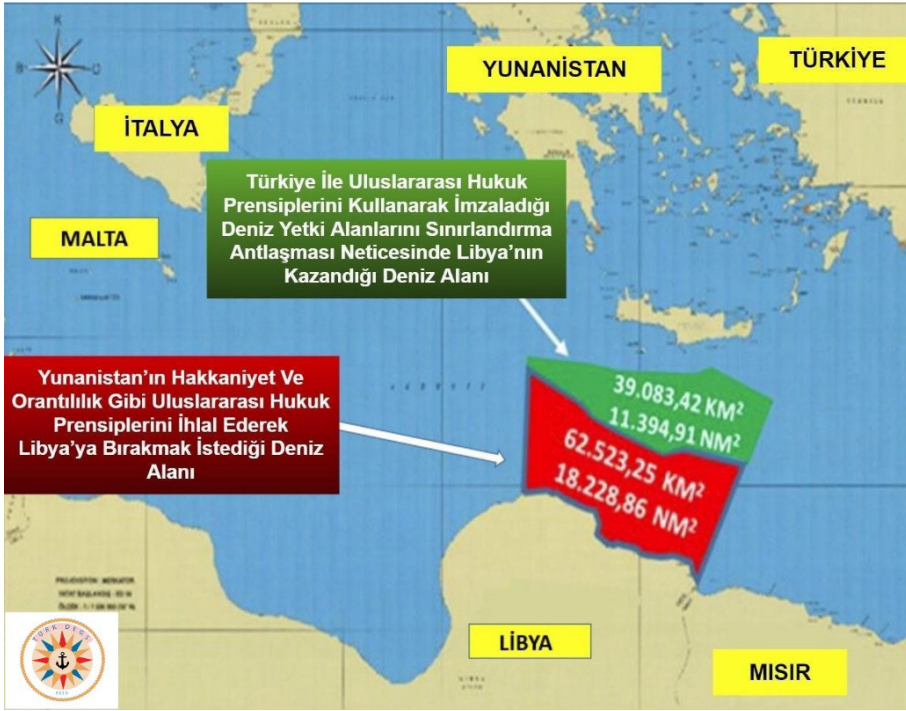 K
B
G
YUNANİSTAN
TÜRKİYE
İTALYA
MALTA
Türkiye İle Uluslararası Hukuk
Prensiplerini Kullanarak İmzaladığı
Deniz Yetki Alanlarını Sınırlandırma
Antlaşması Neticesinde Libya’nın
Kazandığı Deniz Alanı
Yunanistan’ın Hakkaniyet Ve
Orantılılık Gibi Uluslararası Hukuk
Prensiplerini İhlal Ederek
Libya’ya Bırakmak İstediği Deniz
Alanı
39.083,42 KM²
11.394,91 NM²
62.523,25 KM²
18.228,86 NM²
LİBYA
MISIR
TÜRK DEGS